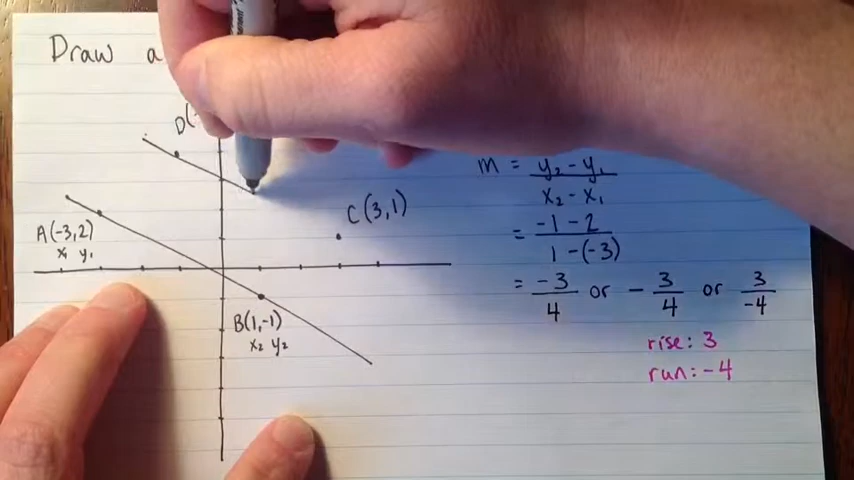 Draw a
D(-
m = y₂ - y₁
x₂ - x₁
C(3,1)
= -1 - 2
1 - (-3)
A(-3,2)
x₁ y₁
= -3/4 or - 3/4 or 3/-4
B(1,-1)
x₂ y₂
rise: 3
run: -4